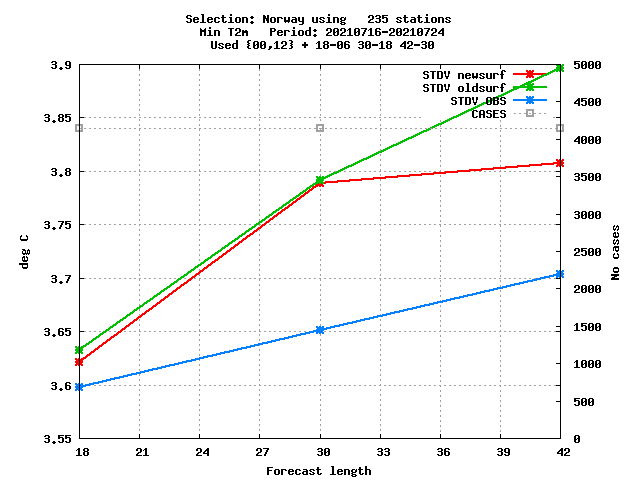 Selection: Norway using   235 stations
Min T2m   Period: 20210716-20210724
Used {00,12} + 18-06 30-18 42-30
STDV newsurf
STDV oldsurf
STDV OBS
CASES
3.9
3.85
3.8
3.75
3.7
3.65
3.6
3.55
deg C
5000
4500
4000
3500
3000
2500
2000
1500
1000
500
0
No cases
18 21 24 27 30 33 36 39 42
Forecast length